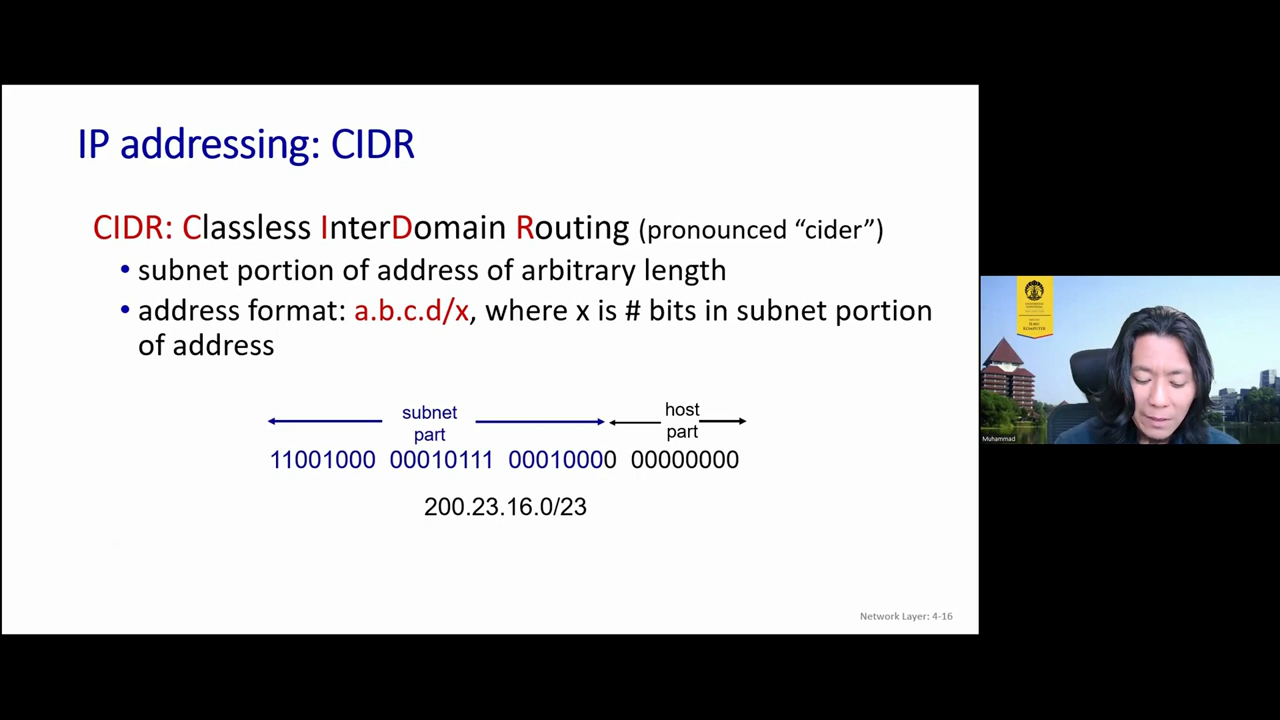 IP addressing: CIDR
CIDR: Classless InterDomain Routing (pronounced “cider”)
• subnet portion of address of arbitrary length
• address format: a.b.c.d/x, where x is # bits in subnet portion
of address
subnet
part
host
part
11001000 00010111 00010000 00000000
200.23.16.0/23
Network Layer: 4-16
ILMU
KOMPUTER
Muhammad